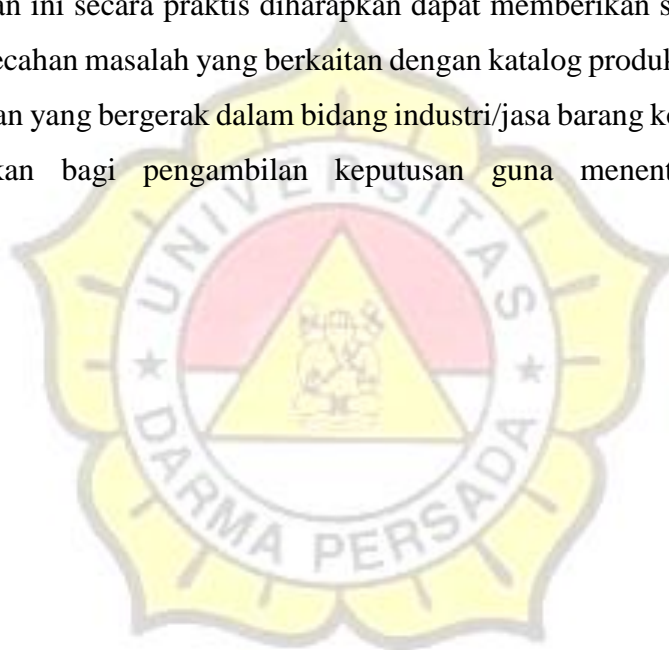 an ini secara praktis diharapkan dapat memberikan s
ecahan masalah yang berkaitan dengan katalog produk
an yang bergerak dalam bidang industri/jasa barang ko
kan bagi pengambilan keputusan guna menent
UNIVERSITAS
DARMA PERSADA